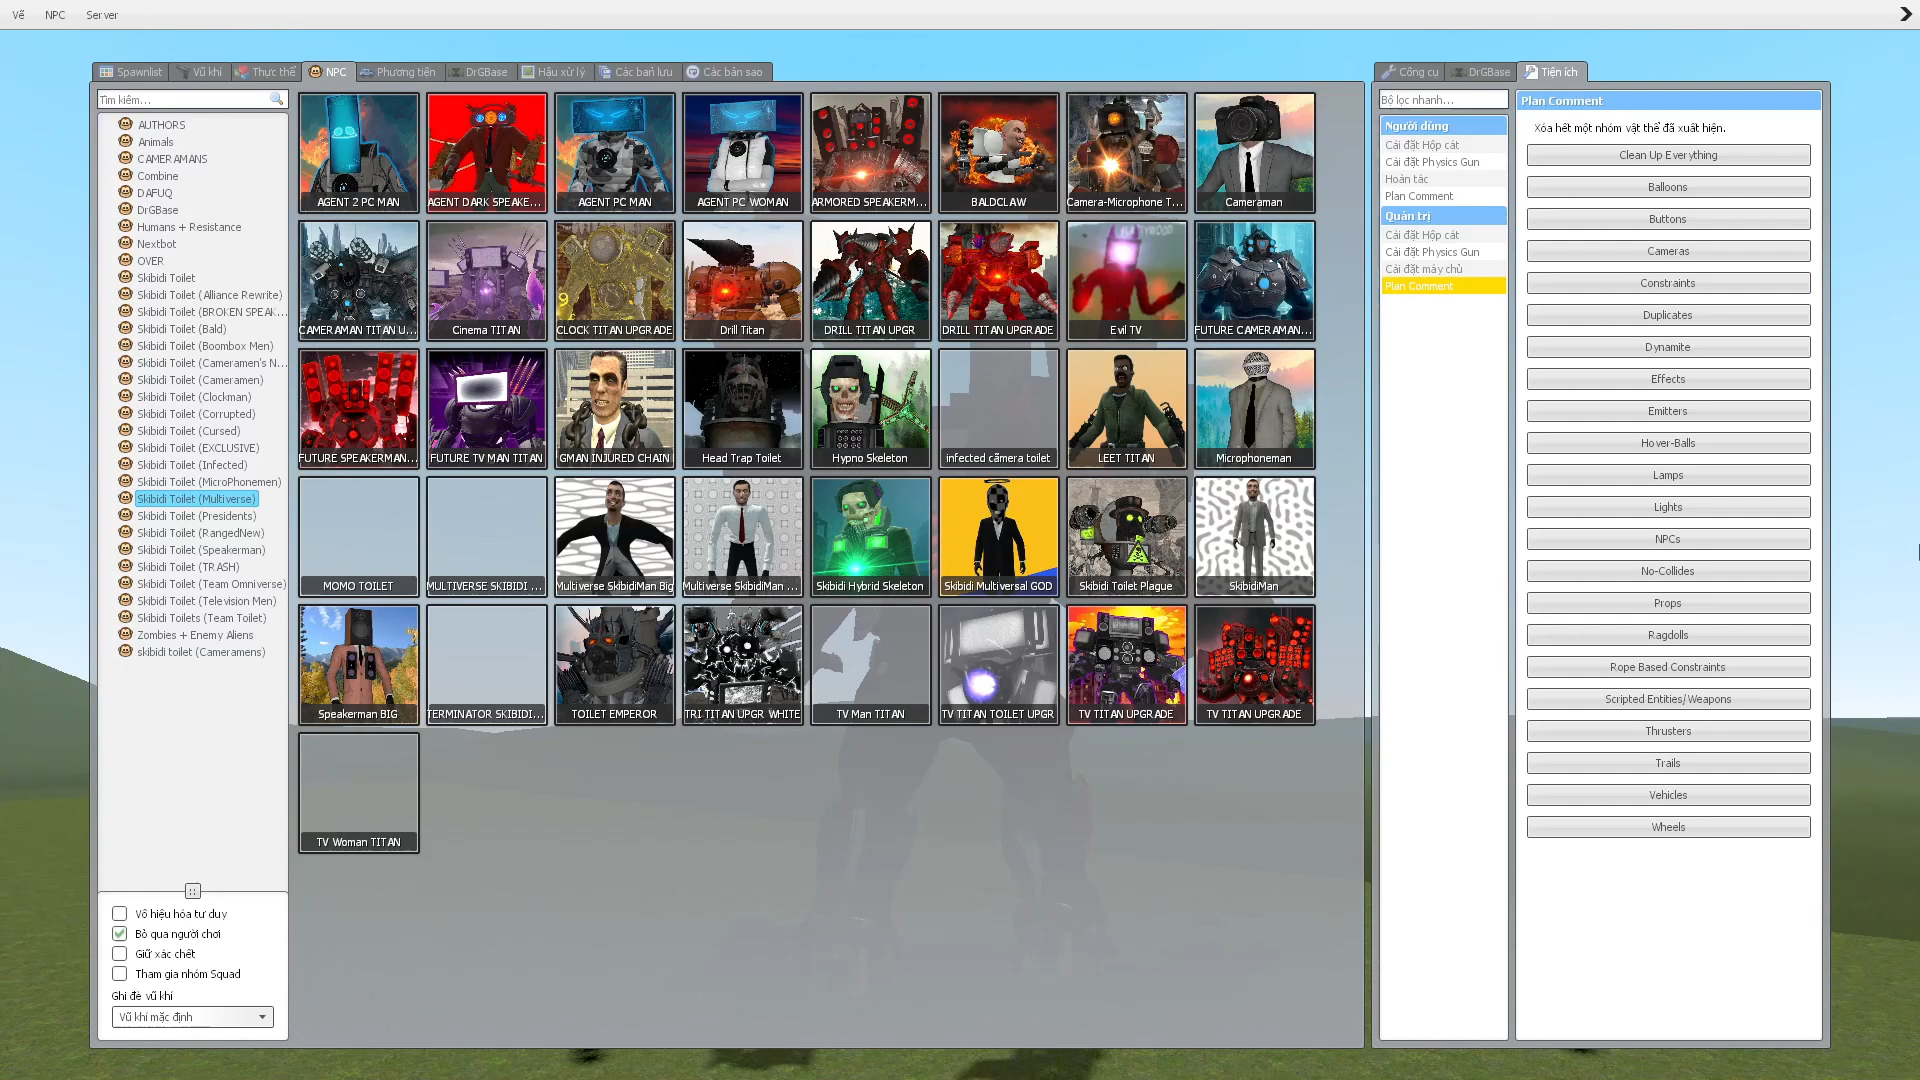 Vẽ NPC Server
Spawnlist Vũ khí Thực thể NPC Phương tiện DrGBase Hậu xử lý Các bản lưu Các bản sao
Công cụ DrGBase Tiện ích
Tìm kiếm...
AUTHORS
Animals
CAMERAMANS
Combine
DAFUQ
DrGBase
Humans + Resistance
Nextbot
OVER
Skibidi Toilet
Skibidi Toilet (Alliance Rewrite)
Skibidi Toilet (BROKEN SPEAK...
Skibidi Toilet (Bald)
Skibidi Toilet (Boombox Men)
Skibidi Toilet (Cameramen's N...
Skibidi Toilet (Cameramen)
Skibidi Toilet (Clockman)
Skibidi Toilet (Corrupted)
Skibidi Toilet (Cursed)
Skibidi Toilet (EXCLUSIVE)
Skibidi Toilet (Infected)
Skibidi Toilet (MicroPhonemen)
Skibidi Toilet (Multiverse)
Skibidi Toilet (Presidents)
Skibidi Toilet (RangedNew)
Skibidi Toilet (Speakerman)
Skibidi Toilet (TRASH)
Skibidi Toilet (Team Omniverse)
Skibidi Toilet (Television Men)
Skibidi Toilets (Team Toilet)
Zombies + Enemy Aliens
skibidi toilet (Cameramens)
Vô hiệu hóa tư duy
Bỏ qua người chơi
Giữ xác chết
Tham gia nhóm Squad
Ghi đè vũ khí
Vũ khí mặc định
AGENT 2 PC MAN
AGENT DARK SPEAKE...
AGENT PC MAN
AGENT PC WOMAN
ARMORED SPEAKERM...
BALDCLAW
Camera-Microphone T...
Cameraman
CAMERAMAN TITAN U...
Cinema TITAN
9
CLOCK TITAN UPGRADE
Drill Titan
DRILL TITAN UPGR
DRILL TITAN UPGRADE
Evil TV
FUTURE CAMERAMAN...
FUTURE SPEAKERMAN...
FUTURE TV MAN TITAN
GMAN INJURED CHAIN
Head Trap Toilet
Hypno Skeleton
infected cãmera toilet
LEET TITAN
Microphoneman
MOMO TOILET
MULTIVERSE SKIBIDI ...
Multiverse SkibidiMan Big
Multiverse SkibidiMan ...
Skibidi Hybrid Skeleton
Skibidi Multiversal GOD
Skibidi Toilet Plague
SkibidiMan
Speakerman BIG
TERMINATOR SKIBIDI...
TOILET EMPEROR
TRI TITAN UPGR WHITE
TV Man TITAN
TV TITAN TOILET UPGR
TV TITAN UPGRADE
TV TITAN UPGRADE
TV Woman TITAN
Bộ lọc nhanh...
Người dùng
Cài đặt Hộp cát
Cài đặt Physics Gun
Hoàn tác
Plan Comment
Quản trị
Cài đặt Hộp cát
Cài đặt Physics Gun
Cài đặt máy chủ
Plan Comment
Plan Comment
Xóa hết một nhóm vật thể đã xuất hiện.
Clean Up Everything
Balloons
Buttons
Cameras
Constraints
Duplicates
Dynamite
Effects
Emitters
Hover-Balls
Lamps
Lights
NPCs
No-Collides
Props
Ragdolls
Rope Based Constraints
Scripted Entities/Weapons
Thrusters
Trails
Vehicles
Wheels